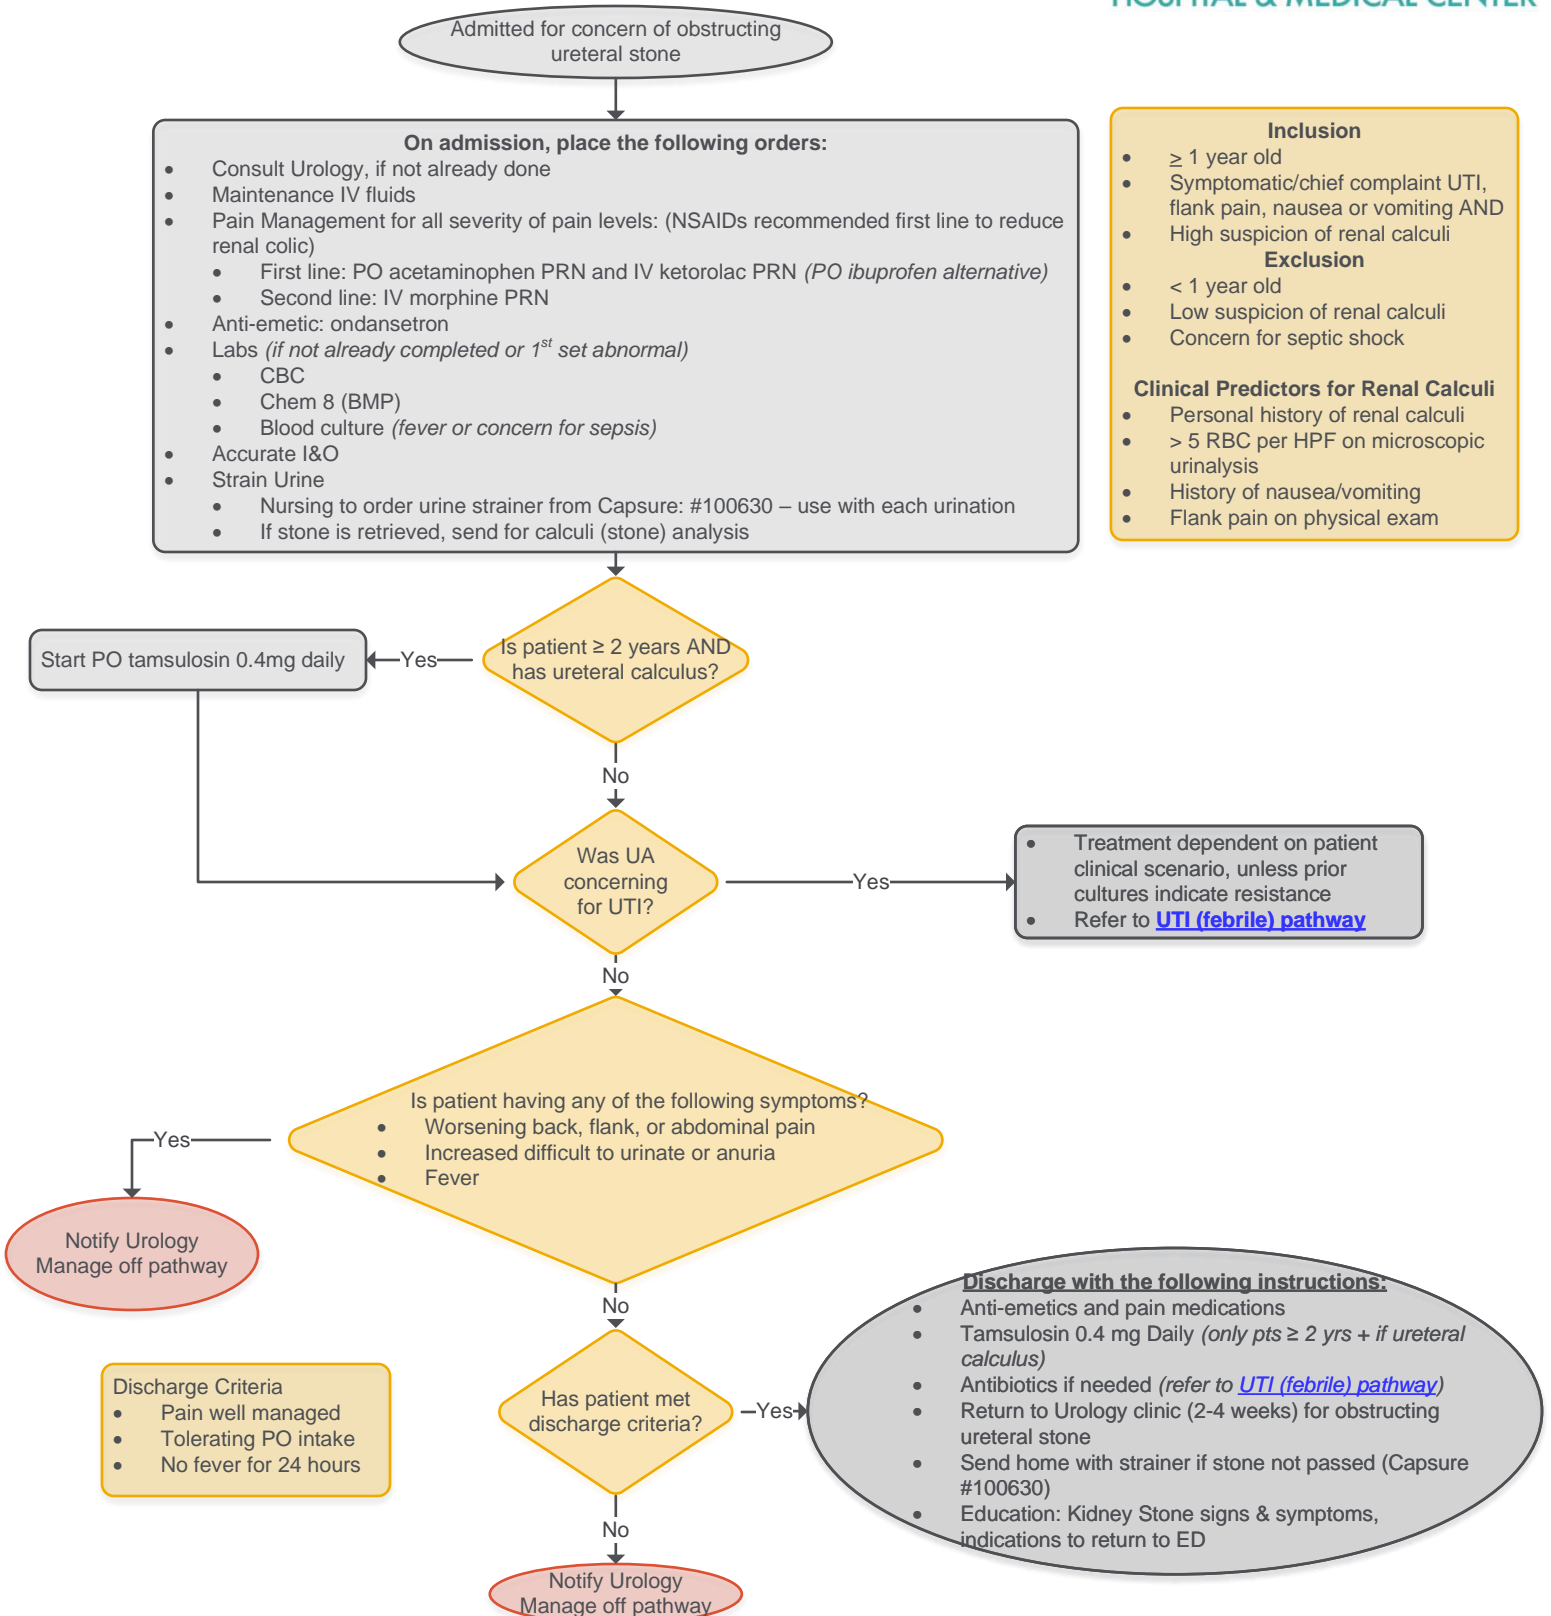 HOSPITAL & MEDICAL CENTER
Admitted for concern of obstructing
ureteral stone
On admission, place the following orders:
• Consult Urology, if not already done
• Maintenance IV fluids
• Pain Management for all severity of pain levels: (NSAIDs recommended first line to reduce
renal colic)
• First line: PO acetaminophen PRN and IV ketorolac PRN (PO ibuprofen alternative)
• Second line: IV morphine PRN
• Anti-emetic: ondansetron
• Labs (if not already completed or 1st set abnormal)
• CBC
• Chem 8 (BMP)
• Blood culture (fever or concern for sepsis)
• Accurate I&O
• Strain Urine
• Nursing to order urine strainer from Capsure: #100630 – use with each urination
• If stone is retrieved, send for calculi (stone) analysis
Inclusion
• ≥ 1 year old
• Symptomatic/chief complaint UTI,
flank pain, nausea or vomiting AND
• High suspicion of renal calculi
Exclusion
• < 1 year old
• Low suspicion of renal calculi
• Concern for septic shock
Clinical Predictors for Renal Calculi
• Personal history of renal calculi
• > 5 RBC per HPF on microscopic
urinalysis
• History of nausea/vomiting
• Flank pain on physical exam
Is patient ≥ 2 years AND
has ureteral calculus?
Yes
Start PO tamsulosin 0.4mg daily
No
Was UA
concerning
for UTI?
Yes
• Treatment dependent on patient
clinical scenario, unless prior
cultures indicate resistance
• Refer to UTI (febrile) pathway
No
Is patient having any of the following symptoms?
• Worsening back, flank, or abdominal pain
• Increased difficult to urinate or anuria
• Fever
Yes
Notify Urology
Manage off pathway
No
Discharge Criteria
• Pain well managed
• Tolerating PO intake
• No fever for 24 hours
Has patient met
discharge criteria?
Yes
Discharge with the following instructions:
• Anti-emetics and pain medications
• Tamsulosin 0.4 mg Daily (only pts ≥ 2 yrs + if ureteral
calculus)
• Antibiotics if needed (refer to UTI (febrile) pathway)
• Return to Urology clinic (2-4 weeks) for obstructing
ureteral stone
• Send home with strainer if stone not passed (Capsure
#100630)
• Education: Kidney Stone signs & symptoms,
indications to return to ED
No
Notify Urology
Manage off pathway